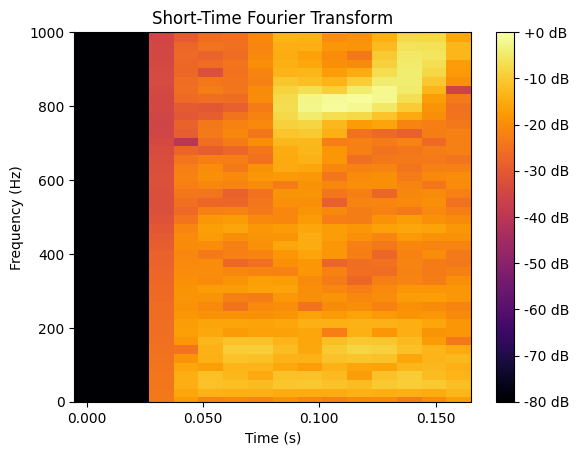 Short-Time Fourier Transform
Frequency (Hz)
1000
800
600
400
200
0
0.000
0.050
0.100
0.150
Time (s)
+0 dB
-10 dB
-20 dB
-30 dB
-40 dB
-50 dB
-60 dB
-70 dB
-80 dB